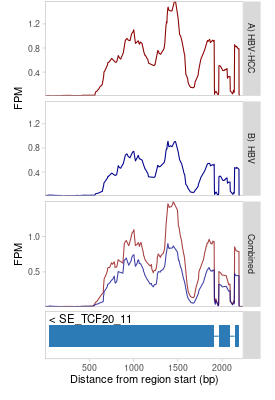 FPM
1.2
0.8
0.4
A) HBV-HCC
1.2
0.8
0.4
B) HBV
FPM
1.0
0.5
Combined
< SE_TCF20_11
500 1000 1500 2000
Distance from region start (bp)